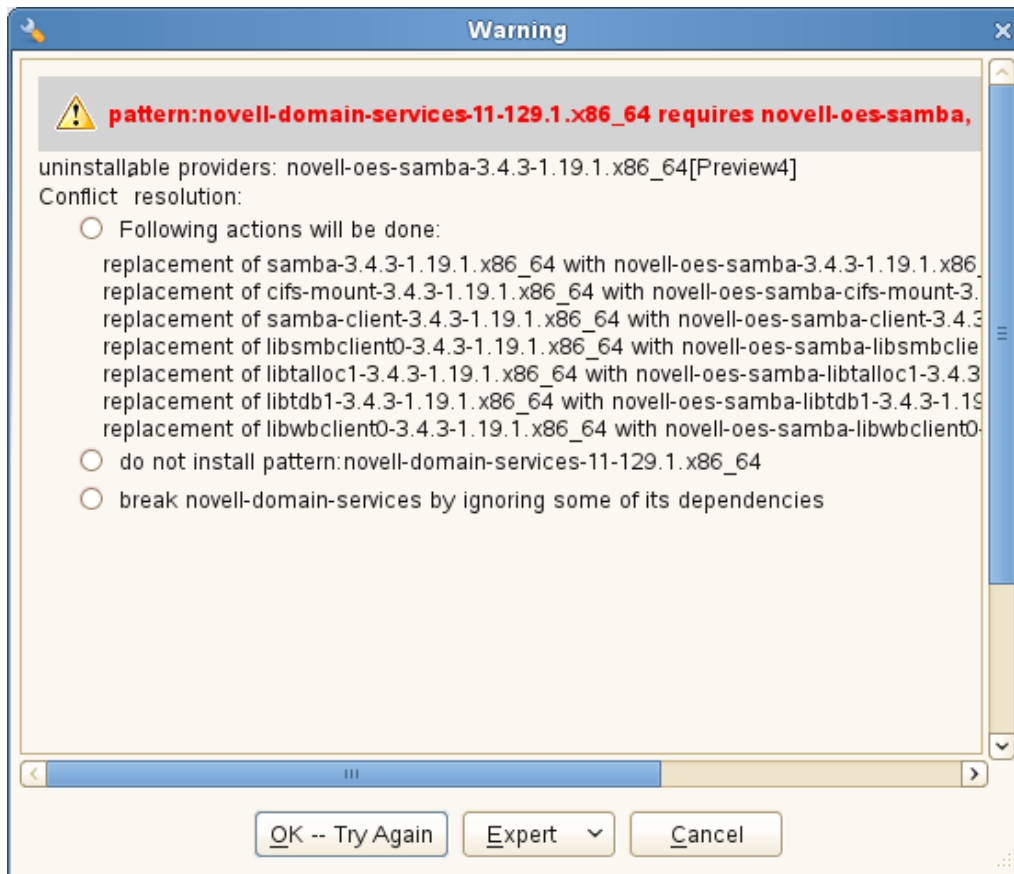 Warning
pattern:novell-domain-services-11-129.1.x86_64 requires novell-oes-samba,
uninstallable providers: novell-oes-samba-3.4.3-1.19.1.x86_64[Preview4]
Conflict resolution:
Following actions will be done:
replacement of samba-3.4.3-1.19.1.x86_64 with novell-oes-samba-3.4.3-1.19.1.x86_
replacement of cifs-mount-3.4.3-1.19.1.x86_64 with novell-oes-samba-cifs-mount-3.
replacement of samba-client-3.4.3-1.19.1.x86_64 with novell-oes-samba-client-3.4.3
replacement of libsmbclient0-3.4.3-1.19.1.x86_64 with novell-oes-samba-libsmbclie
replacement of libtalloc1-3.4.3-1.19.1.x86_64 with novell-oes-samba-libtalloc1-3.4.3
replacement of libtdb1-3.4.3-1.19.1.x86_64 with novell-oes-samba-libtdb1-3.4.3-1.19
replacement of libwbclient0-3.4.3-1.19.1.x86_64 with novell-oes-samba-libwbclient0-
do not install pattern:novell-domain-services-11-129.1.x86_64
break novell-domain-services by ignoring some of its dependencies
OK -- Try Again Expert Cancel